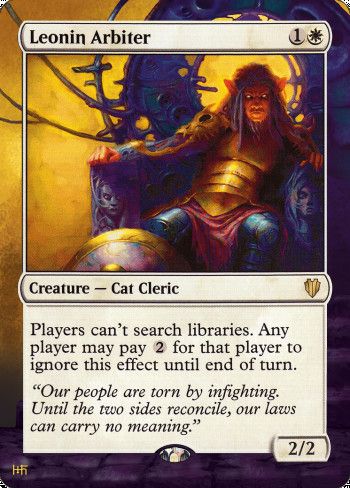 Leonin Arbiter 1
Creature — Cat Cleric
Players can't search libraries. Any
player may pay 2 for that player to
ignore this effect until end of turn.
"Our people are torn by infighting.
Until the two sides reconcile, our laws
can carry no meaning."
2/2